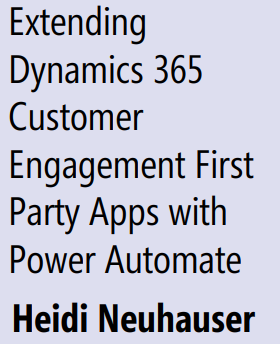 Extending
Dynamics 365
Customer
Engagement First
Party Apps with
Power Automate
Heidi Neuhauser